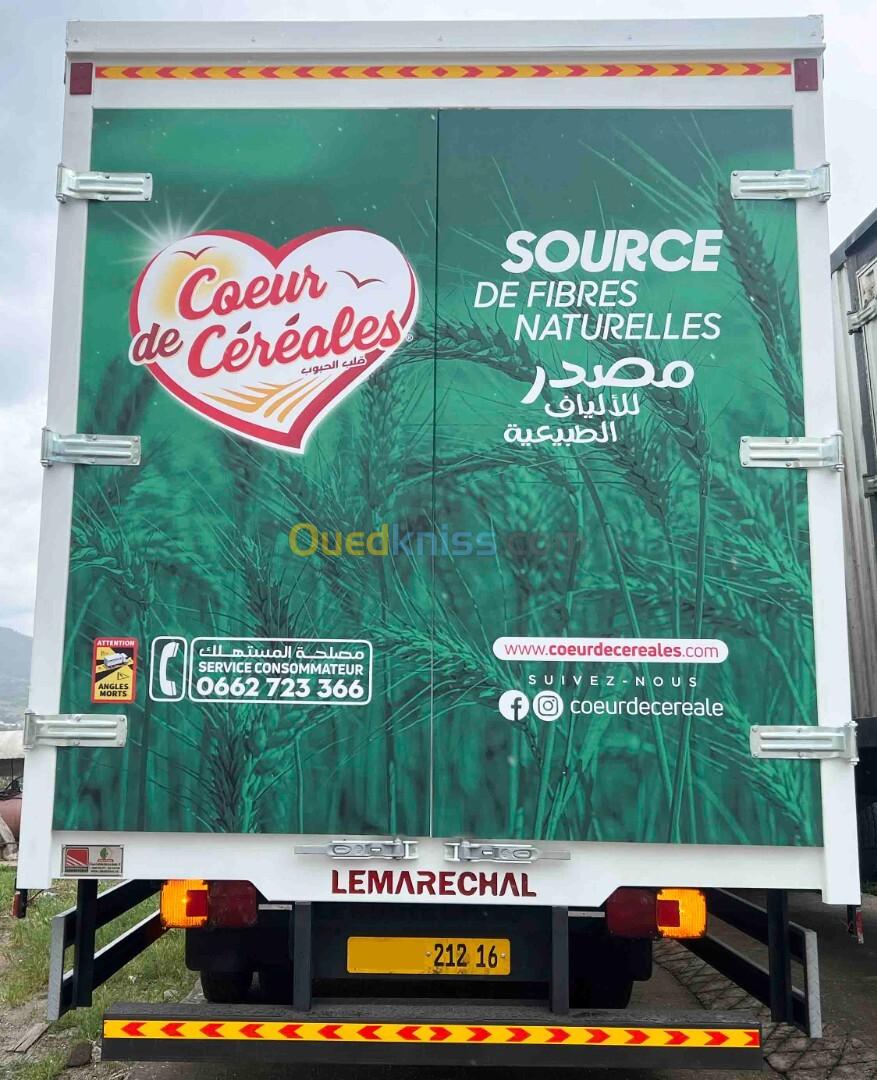 Coeur
de Céréales®
قلب الحبوب
SOURCE
DE FIBRES
NATURELLES
مصدر
للألياف
الطبيعية
Ouedkniss.com
ATTENTION
ANGLES
MORTS
مصلحة المستهلك
SERVICE CONSOMMATEUR
0662 723 366
www.coeurdecereales.com
SUIVEZ-NOUS
coeurdecereale
LEMARECHAL
212 16